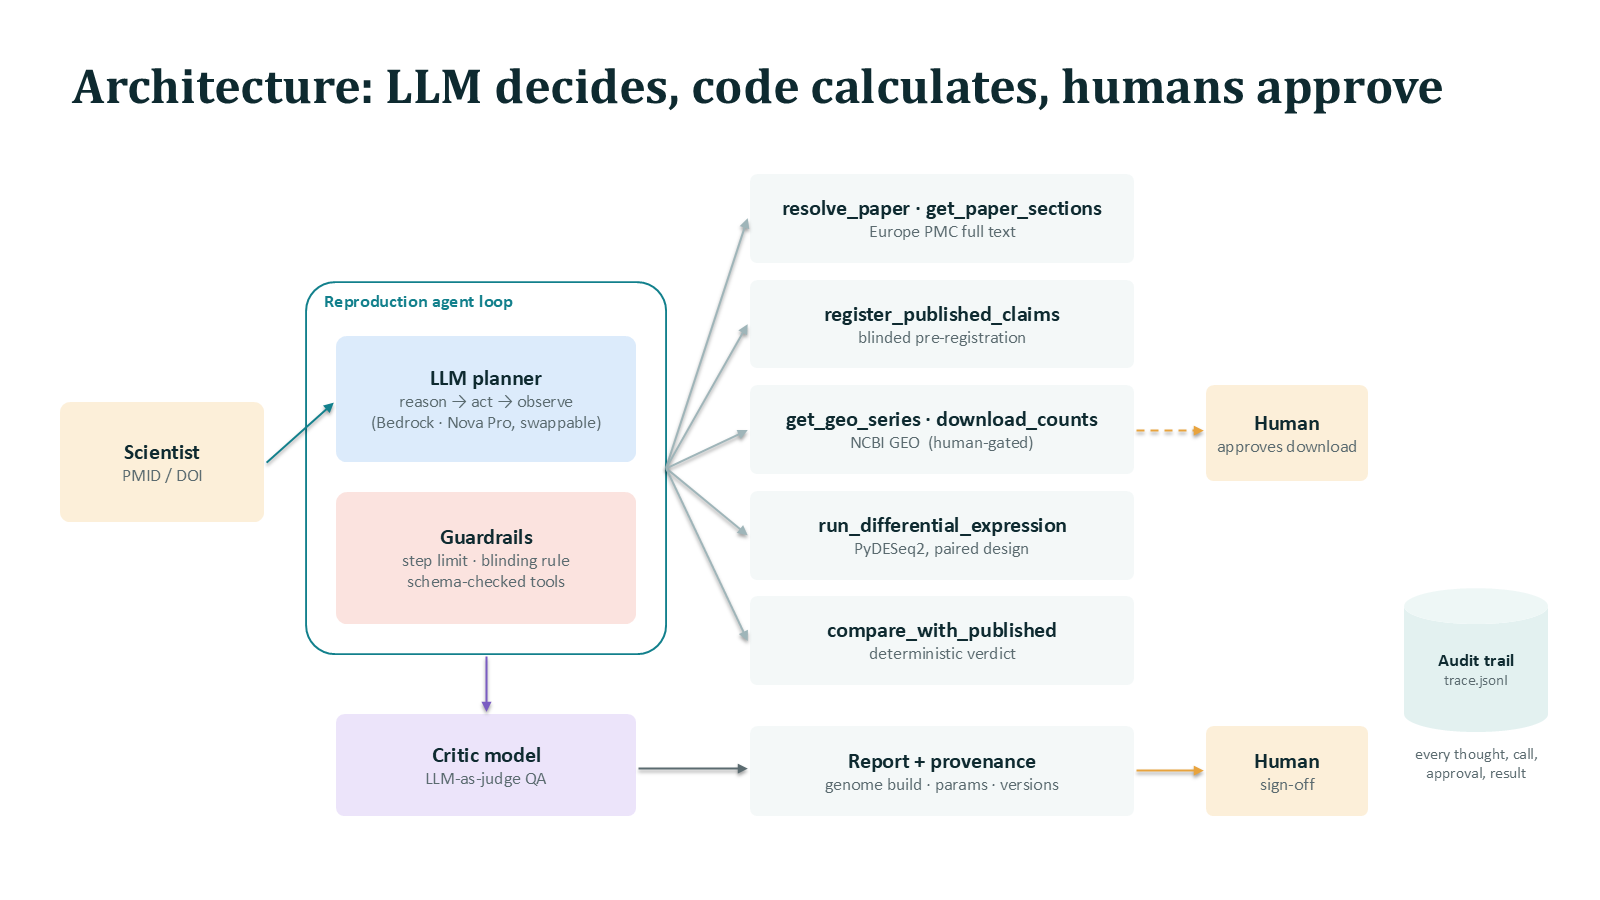 Architecture: LLM decides, code calculates, humans approve
resolve_paper · get_paper_sections
Europe PMC full text
Reproduction agent loop
register_published_claims
blinded pre-registration
LLM planner
reason → act → observe
(Bedrock · Nova Pro, swappable)
get_geo_series · download_counts
NCBI GEO (human-gated)
Human
approves download
Scientist
PMID / DOI
Guardrails
step limit · blinding rule
schema-checked tools
run_differential_expression
PyDESeq2, paired design
compare_with_published
deterministic verdict
Audit trail
trace.jsonl
every thought, call,
approval, result
Critic model
LLM-as-judge QA
Report + provenance
genome build · params · versions
Human
sign-off